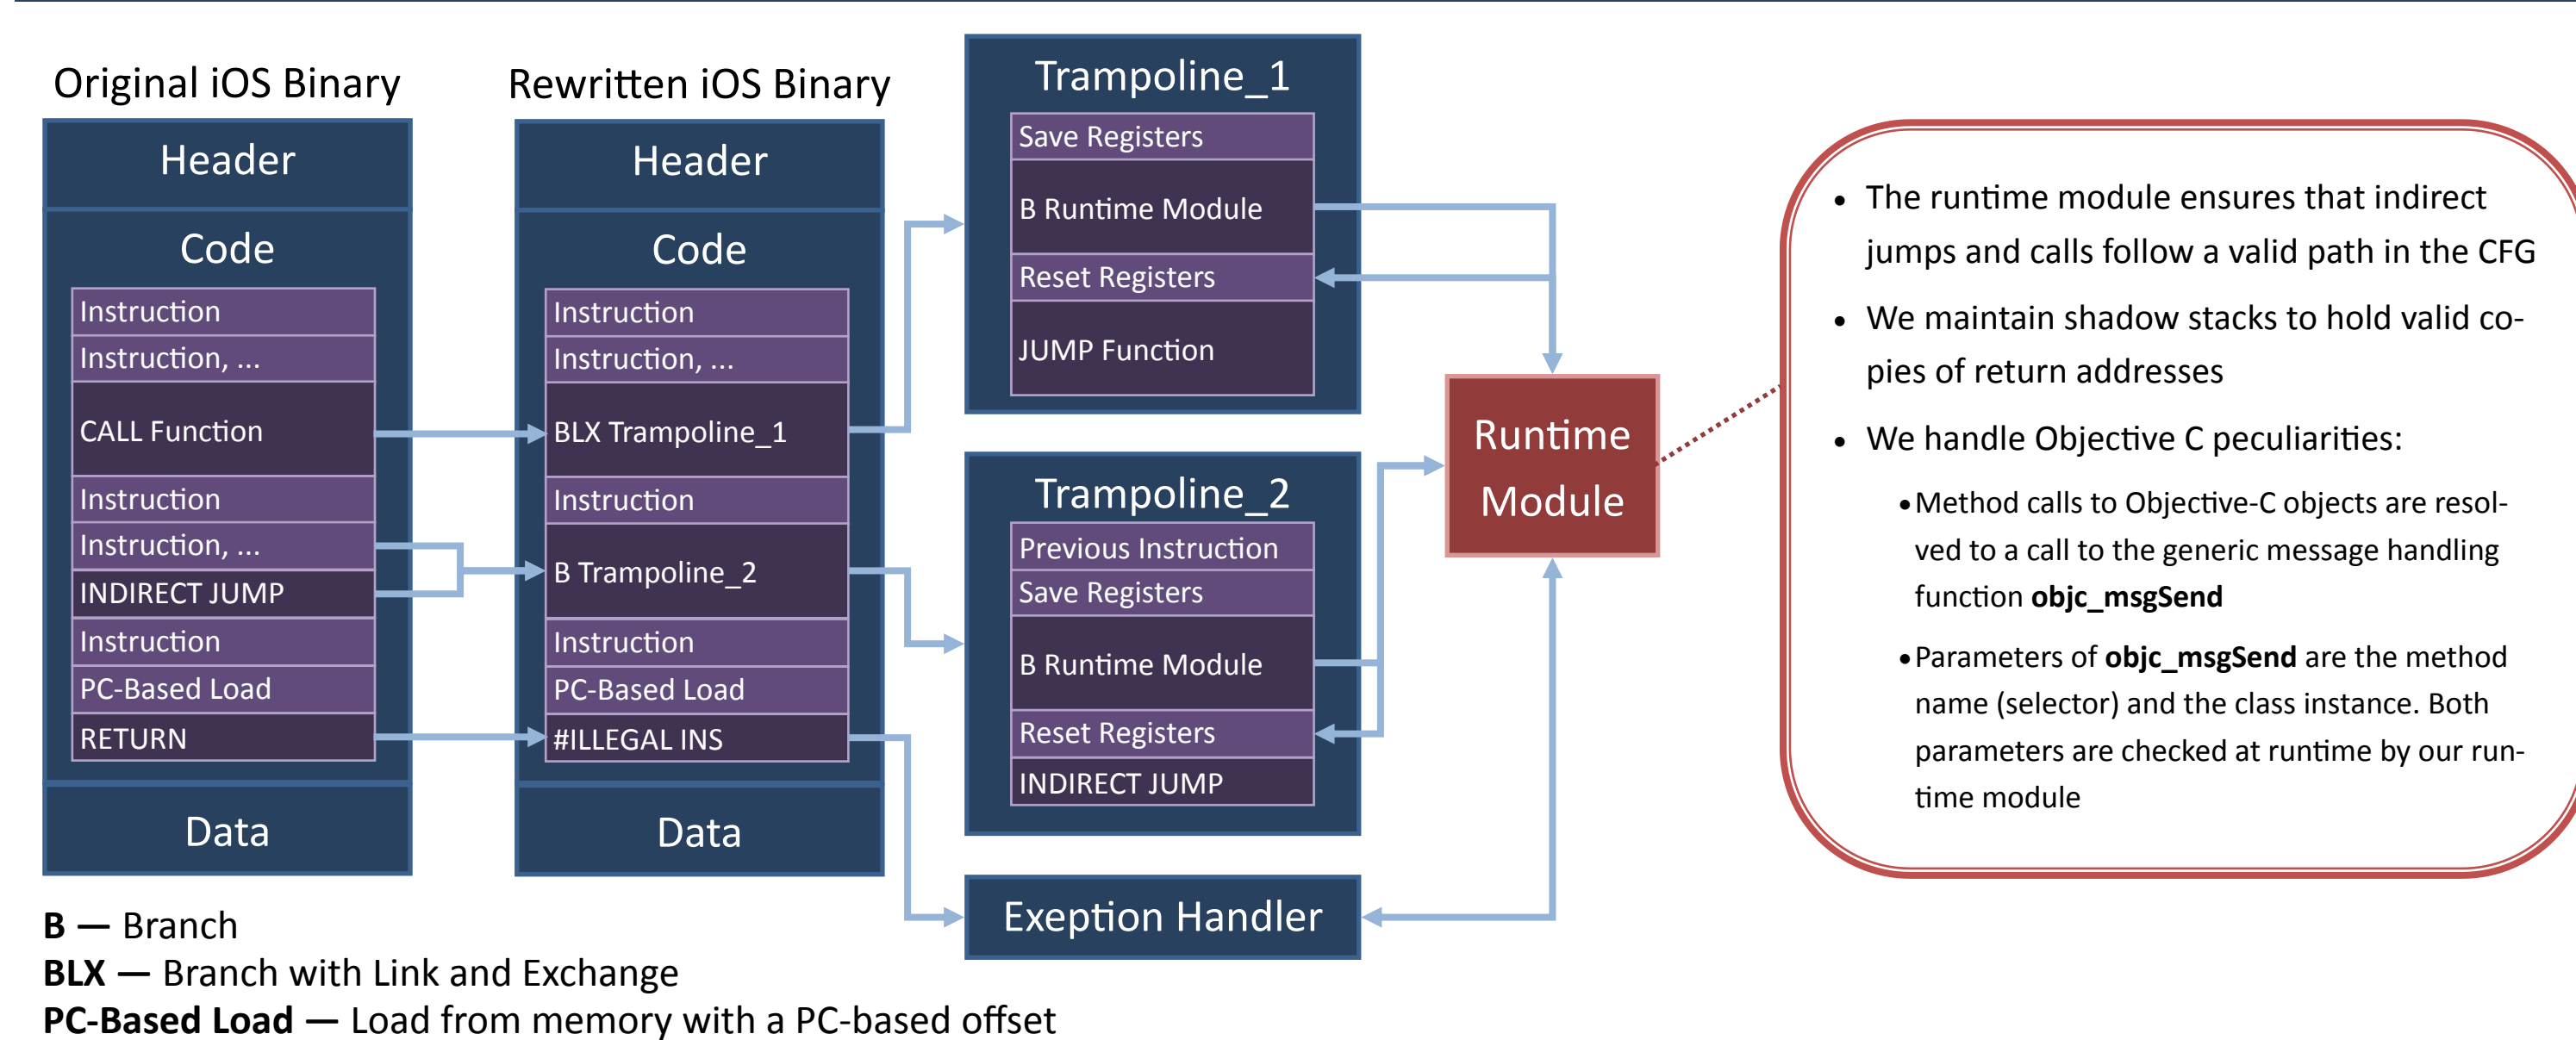 Original iOS Binary
Header
Code
Instruction
Instruction, ...
CALL Function
Instruction
Instruction, ...
INDIRECT JUMP
Instruction
PC-Based Load
RETURN
Data
Rewritten iOS Binary
Header
Code
Instruction
Instruction, ...
BLX Trampoline_1
Instruction
B Trampoline_2
Instruction
PC-Based Load
#ILLEGAL INS
Data
Trampoline_1
Save Registers
B Runtime Module
Reset Registers
JUMP Function
Trampoline_2
Previous Instruction
Save Registers
B Runtime Module
Reset Registers
INDIRECT JUMP
Exeption Handler
Runtime
Module
• The runtime module ensures that indirect
jumps and calls follow a valid path in the CFG
• We maintain shadow stacks to hold valid co-
pies of return addresses
• We handle Objective C peculiarities:
• Method calls to Objective-C objects are resol-
ved to a call to the generic message handling
function objc_msgSend
• Parameters of objc_msgSend are the method
name (selector) and the class instance. Both
parameters are checked at runtime by our run-
time module
B — Branch
BLX — Branch with Link and Exchange
PC-Based Load — Load from memory with a PC-based offset